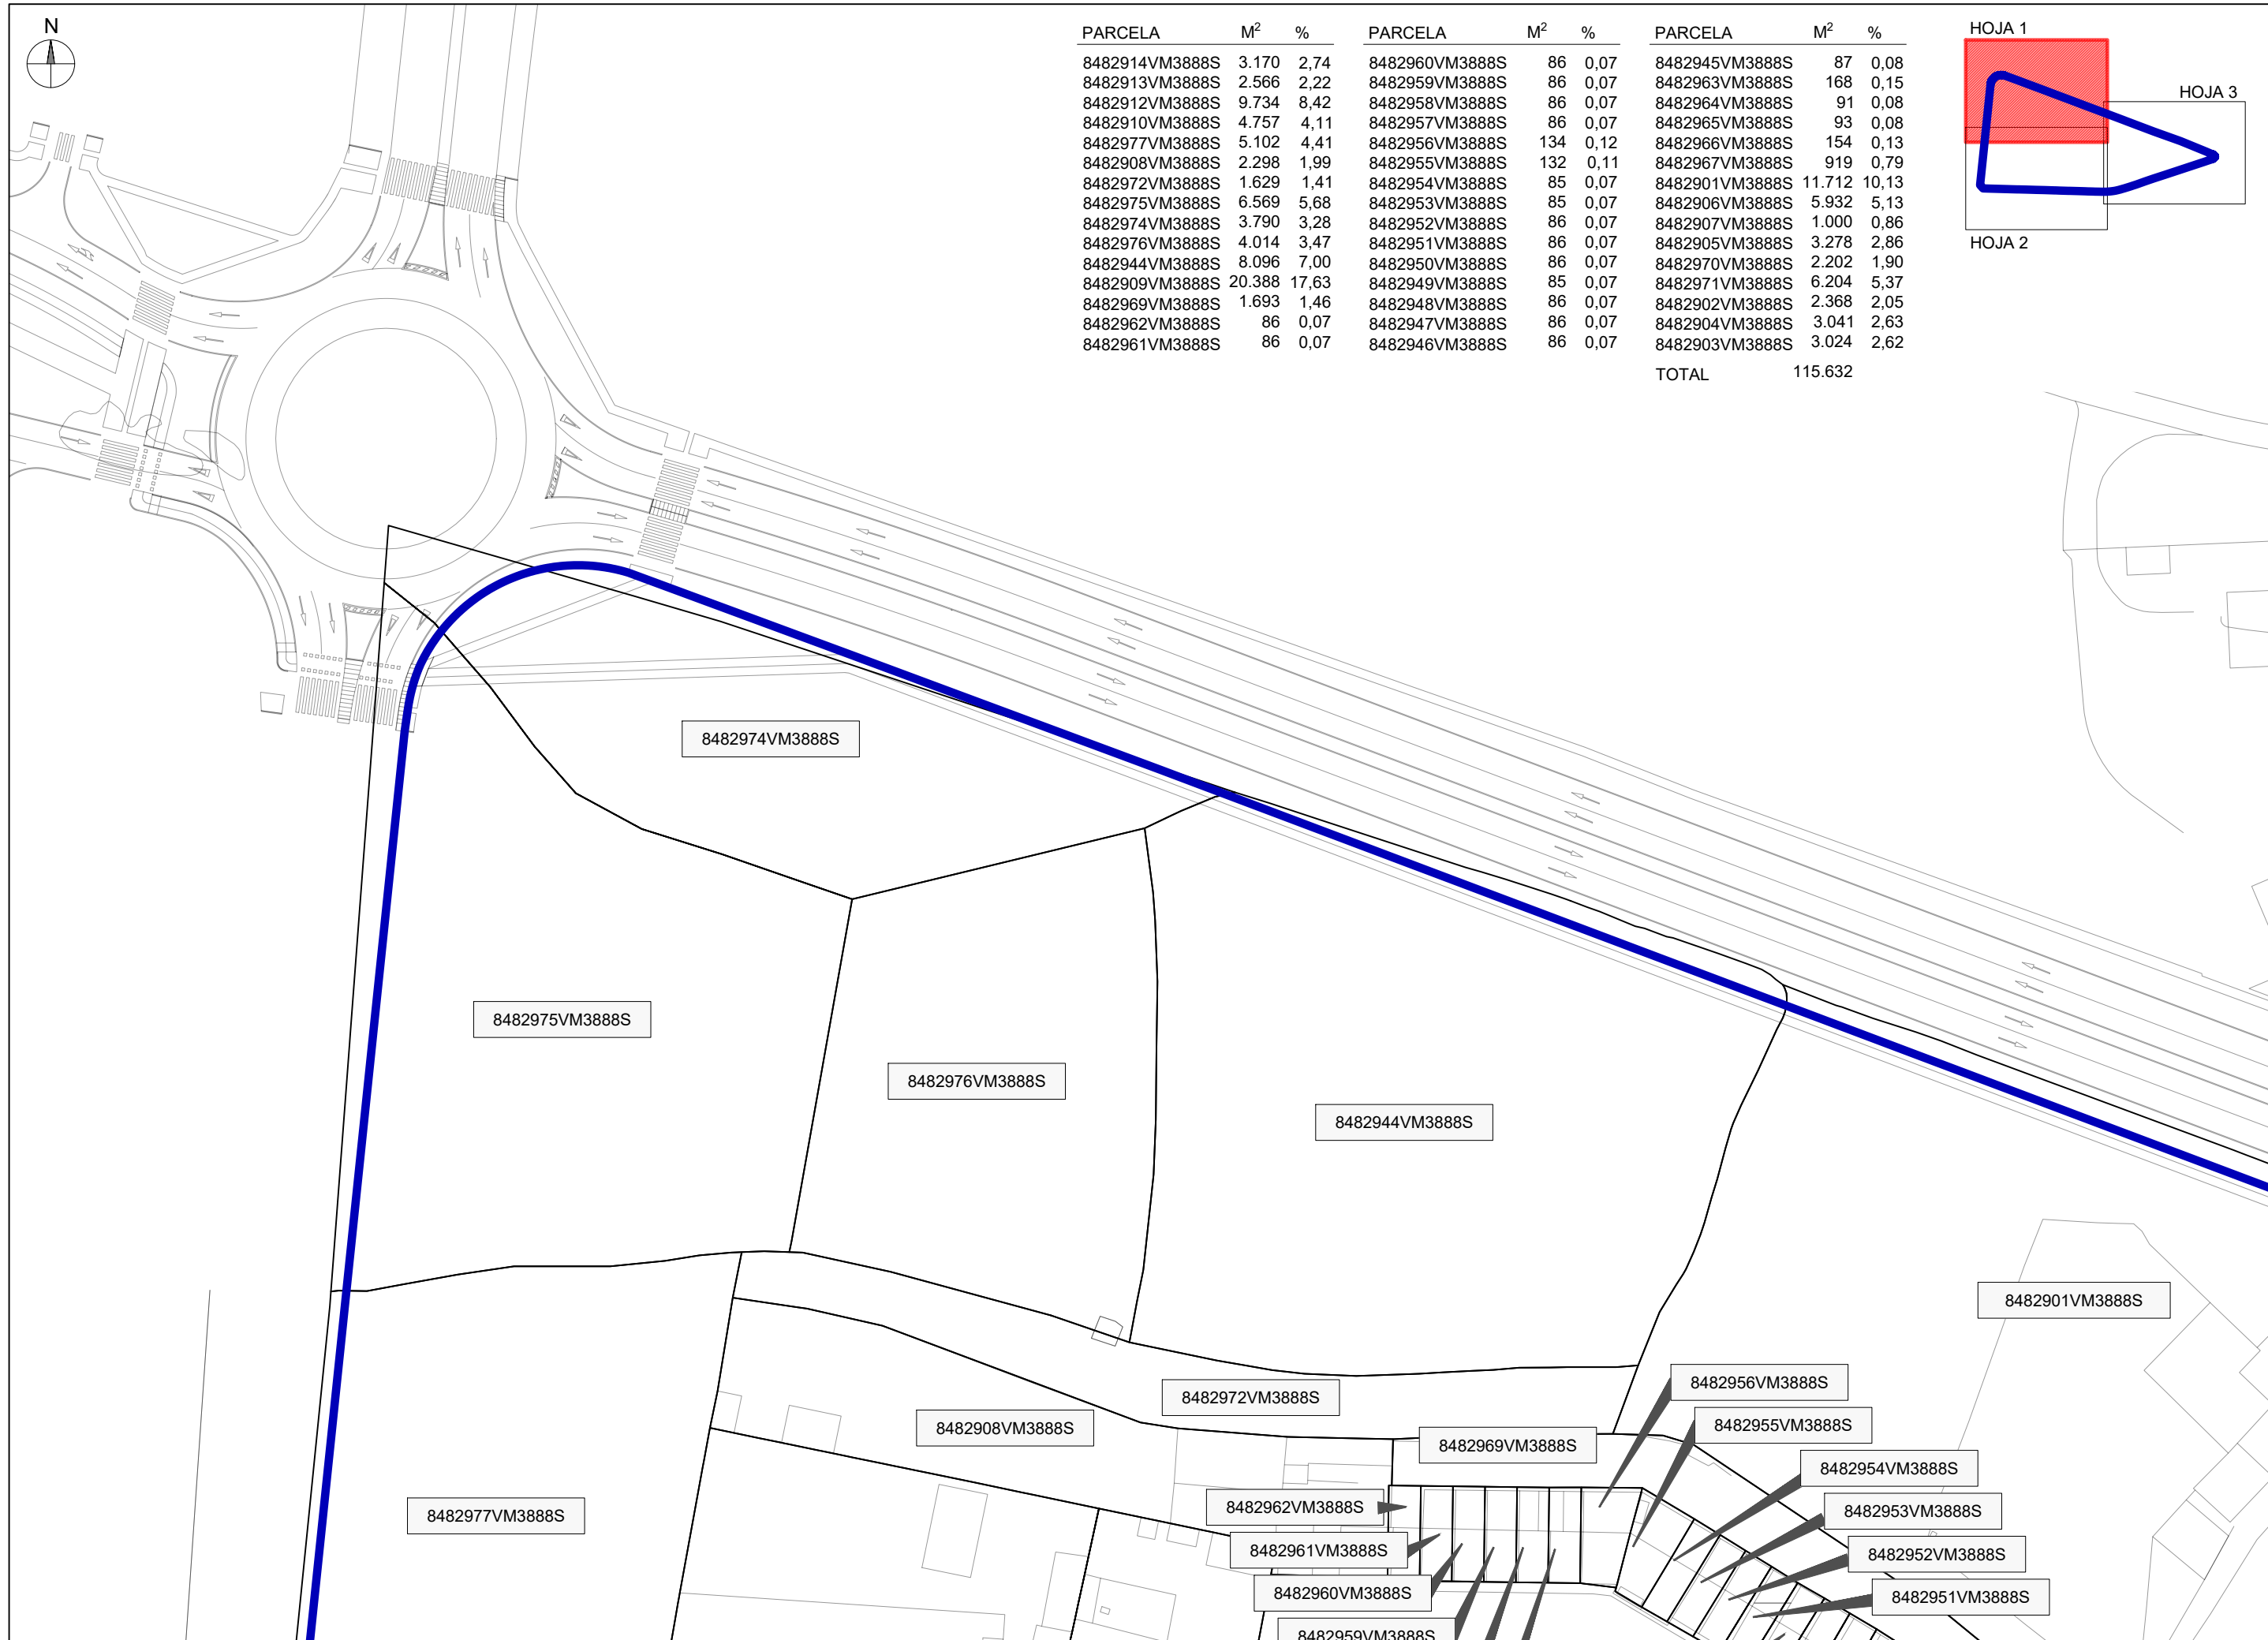 N
PARCELA M² % PARCELA M² % PARCELA M² %
8482914VM3888S 3.170 2,74 8482960VM3888S 86 0,07 8482945VM3888S 87 0,08
8482913VM3888S 2.566 2,22 8482959VM3888S 86 0,07 8482963VM3888S 168 0,15
8482912VM3888S 9.734 8,42 8482958VM3888S 86 0,07 8482964VM3888S 91 0,08
8482910VM3888S 4.757 4,11 8482957VM3888S 86 0,07 8482965VM3888S 93 0,08
8482977VM3888S 5.102 4,41 8482956VM3888S 134 0,12 8482966VM3888S 154 0,13
8482908VM3888S 2.298 1,99 8482955VM3888S 132 0,11 8482967VM3888S 919 0,79
8482972VM3888S 1.629 1,41 8482954VM3888S 85 0,07 8482901VM3888S 11.712 10,13
8482975VM3888S 6.569 5,68 8482953VM3888S 85 0,07 8482906VM3888S 5.932 5,13
8482974VM3888S 3.790 3,28 8482952VM3888S 86 0,07 8482907VM3888S 1.000 0,86
8482976VM3888S 4.014 3,47 8482951VM3888S 86 0,07 8482905VM3888S 3.278 2,86
8482944VM3888S 8.096 7,00 8482950VM3888S 86 0,07 8482970VM3888S 2.202 1,90
8482909VM3888S 20.388 17,63 8482949VM3888S 85 0,07 8482971VM3888S 6.204 5,37
8482969VM3888S 1.693 1,46 8482948VM3888S 86 0,07 8482902VM3888S 2.368 2,05
8482962VM3888S 86 0,07 8482947VM3888S 86 0,07 8482904VM3888S 3.041 2,63
8482961VM3888S 86 0,07 8482946VM3888S 86 0,07 8482903VM3888S 3.024 2,62
TOTAL 115.632
HOJA 1
HOJA 3
HOJA 2
8482974VM3888S
8482975VM3888S
8482976VM3888S
8482944VM3888S
8482901VM3888S
8482956VM3888S
8482972VM3888S
8482955VM3888S
8482908VM3888S
8482969VM3888S
8482954VM3888S
8482962VM3888S
8482977VM3888S
8482953VM3888S
8482961VM3888S
8482952VM3888S
8482960VM3888S
8482951VM3888S
8482959VM3888S